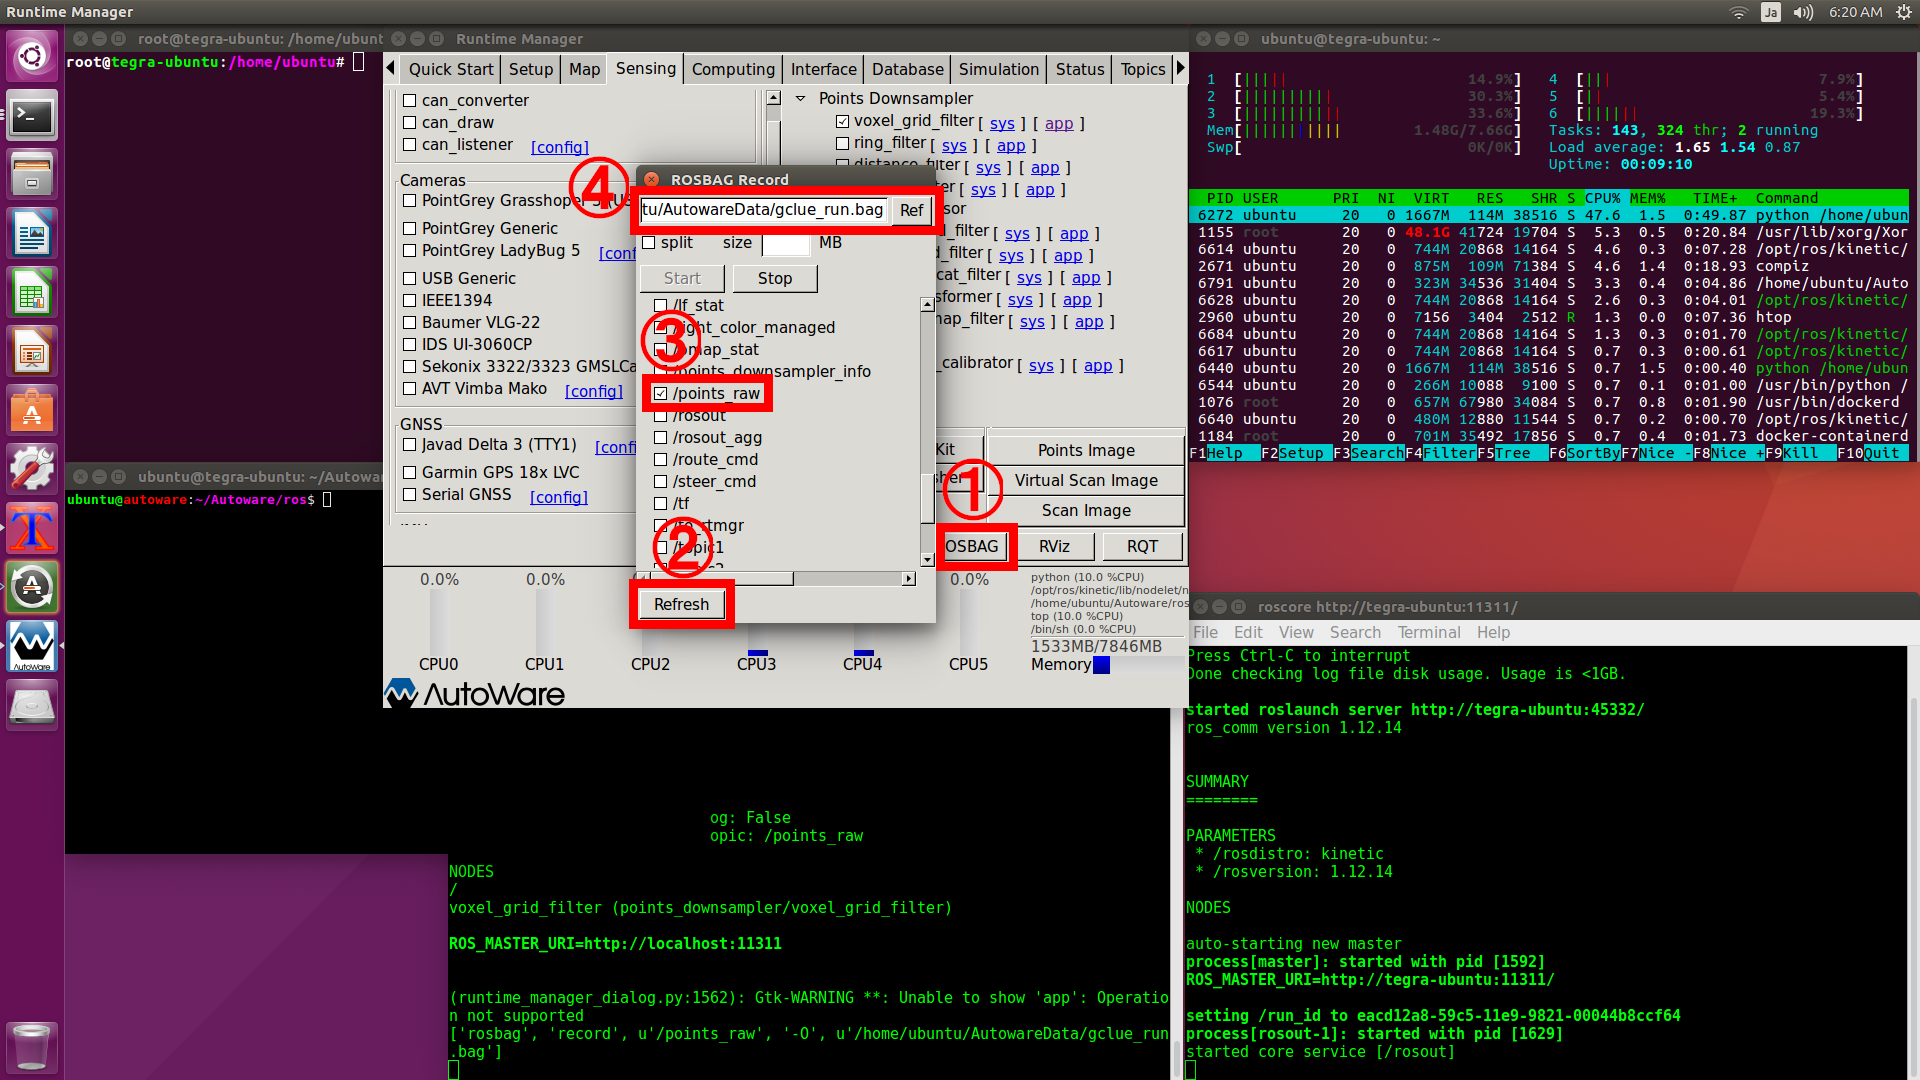 Runtime Manager
Ja
6:20 AM
root@tegra-ubuntu: /home/ubunt
root@tegra-ubuntu:/home/ubuntu#
Runtime Manager
Quick Start
Setup
Map
Sensing
Computing
Interface
Database
Simulation
Status
Topics
can_converter
can_draw
can_listener [config]
Cameras
PointGrey Grasshoper
PointGrey Generic
PointGrey LadyBug 5 [conf
USB Generic
IEEE1394
Baumer VLG-22
IDS UI-3060CP
Sekonix 3322/3323 GMSLCa
AVT Vimba Mako [config]
GNSS
Javad Delta 3 (TTY1) [confi
Garmin GPS 18x LVC
Serial GNSS [config]
Points Downsampler
voxel_grid_filter [ sys ] [ app ]
ring_filter [ sys ] [ app ]
distance_filter [ sys ] [ app ]
ter [ sys ] [ app ]
sor
l_filter [ sys ] [ app ]
d_filter [ sys ] [ app ]
cat_filter [ sys ] [ app ]
sformer [ sys ] [ app ]
nap_filter [ sys ] [ app ]
_calibrator [ sys ] [ app ]
Kit
Points Image
Virtual Scan Image
Scan Image
OSBAG
RViz
RQT
④
ROSBAG Record
tu/AutowareData/gclue_run.bag
Ref
split size MB
Start
Stop
/lf_stat
③
ight_color_managed
map_stat
/points_downsampler_info
/points_raw
/rosout
/rosout_agg
/route_cmd
/steer_cmd
/tf
②
tmgr
/topic1
Refresh
①
0.0%
0.0%
0.0%
CPU0
CPU1
CPU2
CPU3
CPU4
CPU5
python (10.0 %CPU)
/opt/ros/kinetic/lib/nodelet/n
/home/ubuntu/Autoware/ros
top (10.0 %CPU)
/bin/sh (0.0 %CPU)
1533MB/7846MB
Memory
AutoWare
ubuntu@tegra-ubuntu: ~/Autowar
ubuntu@autoware:~/Autoware/ros$
og: False
opic: /points_raw
NODES
/
voxel_grid_filter (points_downsampler/voxel_grid_filter)
ROS_MASTER_URI=http://localhost:11311
(runtime_manager_dialog.py:1562): Gtk-WARNING **: Unable to show 'app': Operatio
n not supported
['rosbag', 'record', u'/points_raw', '-O', u'/home/ubuntu/AutowareData/gclue_run
.bag']
ubuntu@tegra-ubuntu: ~
1 [ 14.9%] 4 [ 7.9%]
2 [ 30.3%] 5 [ 5.4%]
3 [ 33.6%] 6 [ 19.3%]
Mem[ 1.48G/7.66G] Tasks: 143, 324 thr; 2 running
Swp[ 0K/0K] Load average: 1.65 1.54 0.87
Uptime: 00:09:10
PID USER PRI NI VIRT RES SHR S CPU% MEM% TIME+ Command
6272 ubuntu 20 0 1667M 114M 38516 S 47.6 1.5 0:49.87 python /home/ubun
1155 root 20 0 48.1G 41724 19704 S 5.3 0.5 0:20.84 /usr/lib/xorg/Xor
6614 ubuntu 20 0 744M 20868 14164 S 4.6 0.3 0:07.28 /opt/ros/kinetic/
2671 ubuntu 20 0 875M 109M 71384 S 4.6 1.4 0:18.93 compiz
6791 ubuntu 20 0 323M 34536 31404 S 3.3 0.4 0:04.86 /home/ubuntu/Auto
6628 ubuntu 20 0 744M 20868 14164 S 2.6 0.3 0:04.01 /opt/ros/kinetic/
2960 ubuntu 20 0 7156 3404 2512 R 1.3 0.0 0:07.36 htop
6684 ubuntu 20 0 744M 20868 14164 S 1.3 0.3 0:01.70 /opt/ros/kinetic/
6617 ubuntu 20 0 744M 20868 14164 S 0.7 0.3 0:00.61 /opt/ros/kinetic/
6440 ubuntu 20 0 1667M 114M 38516 S 0.7 1.5 0:00.40 python /home/ubun
6544 ubuntu 20 0 266M 10088 9100 S 0.7 0.1 0:01.00 /usr/bin/python /
1076 root 20 0 657M 67980 34084 S 0.7 0.8 0:01.90 /usr/bin/dockerd
6640 ubuntu 20 0 480M 12880 11544 S 0.7 0.2 0:00.70 /opt/ros/kinetic/
1184 root 20 0 701M 35492 17856 S 0.7 0.4 0:01.73 docker-containerd
F1Help F2Setup F3SearchF4FilterF5Tree F6SortByF7Nice -F8Nice +F9Kill F10Quit
roscore http://tegra-ubuntu:11311/
File Edit View Search Terminal Help
Press Ctrl-C to interrupt
Done checking log file disk usage. Usage is <1GB.
started roslaunch server http://tegra-ubuntu:45332/
ros_comm version 1.12.14
SUMMARY
========
PARAMETERS
* /rosdistro: kinetic
* /rosversion: 1.12.14
NODES
auto-starting new master
process[master]: started with pid [1592]
ROS_MASTER_URI=http://tegra-ubuntu:11311/
setting /run_id to eacd12a8-59c5-11e9-9821-00044b8ccf64
process[rosout-1]: started with pid [1629]
started core service [/rosout]